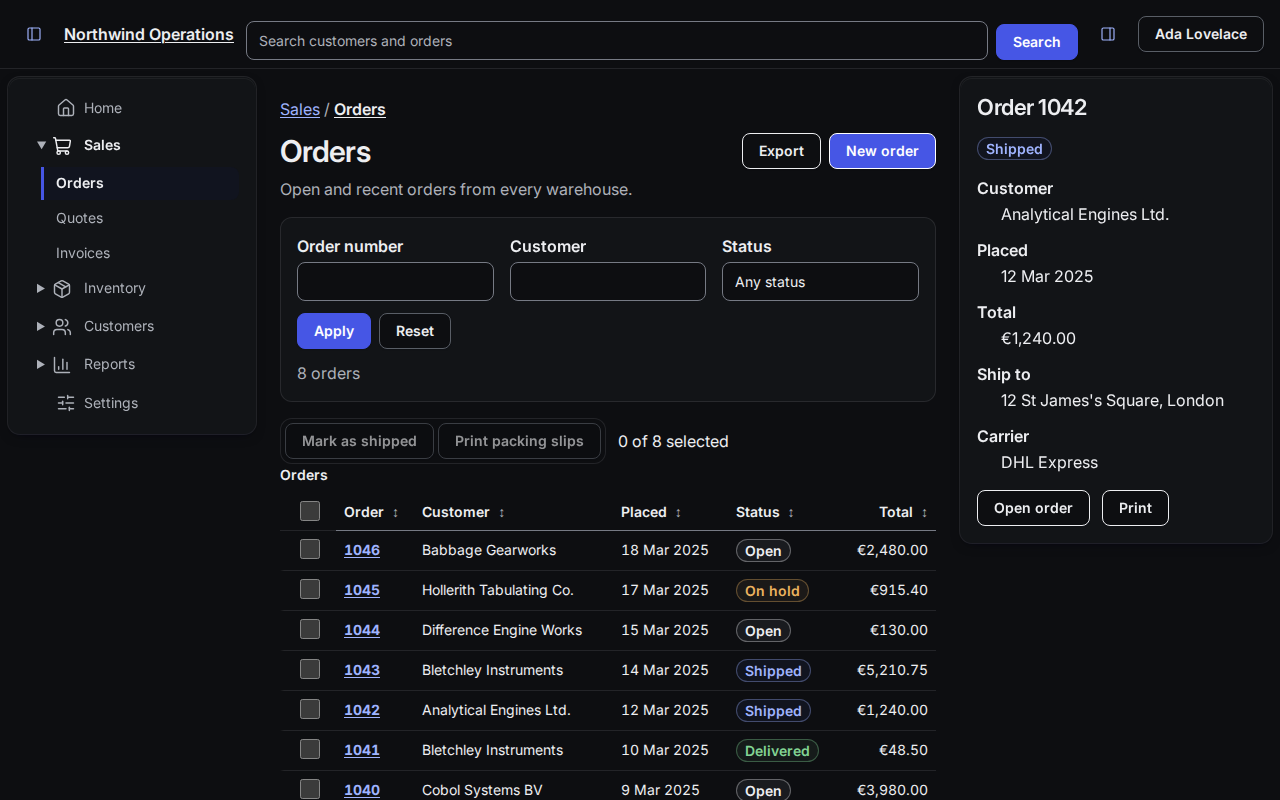 Northwind Operations
Search customers and orders
Search
Ada Lovelace
Home
Sales
Orders
Quotes
Invoices
Inventory
Customers
Reports
Settings
Sales / Orders
Orders
Export
New order
Open and recent orders from every warehouse.
Order number Customer Status
Any status
Apply Reset
8 orders
Mark as shipped Print packing slips 0 of 8 selected
Orders
Order ↕ Customer ↕ Placed ↕ Status ↕ Total ↕
1046 Babbage Gearworks 18 Mar 2025 Open €2,480.00
1045 Hollerith Tabulating Co. 17 Mar 2025 On hold €915.40
1044 Difference Engine Works 15 Mar 2025 Open €130.00
1043 Bletchley Instruments 14 Mar 2025 Shipped €5,210.75
1042 Analytical Engines Ltd. 12 Mar 2025 Shipped €1,240.00
1041 Bletchley Instruments 10 Mar 2025 Delivered €48.50
1040 Cobol Systems BV 9 Mar 2025 Open €3,980.00
Order 1042
Shipped
Customer
Analytical Engines Ltd.
Placed
12 Mar 2025
Total
€1,240.00
Ship to
12 St James's Square, London
Carrier
DHL Express
Open order Print